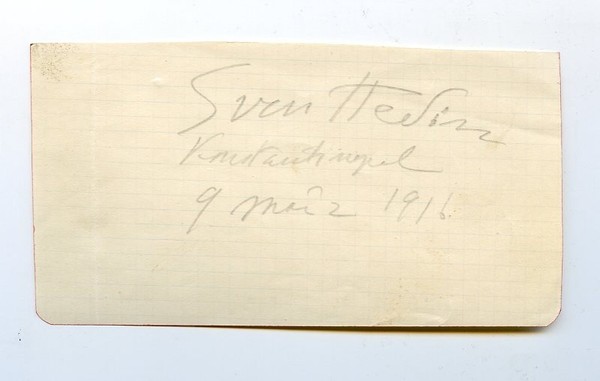 Sven Hedin
Konstantinopel
9 März 1916.